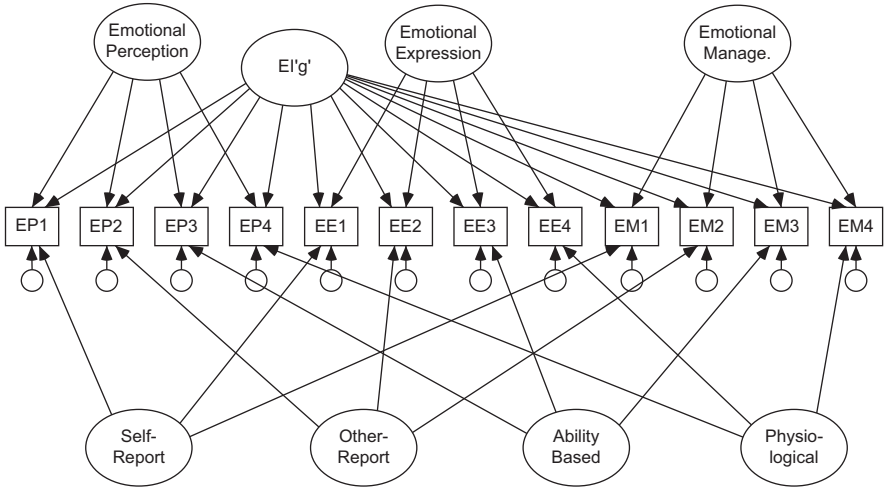 Emotional
Perception
EI'g'
Emotional
Expression
Emotional
Manage.
EP1
EP2
EP3
EP4
EE1
EE2
EE3
EE4
EM1
EM2
EM3
EM4
Self-
Report
Other-
Report
Ability
Based
Physio-
logical